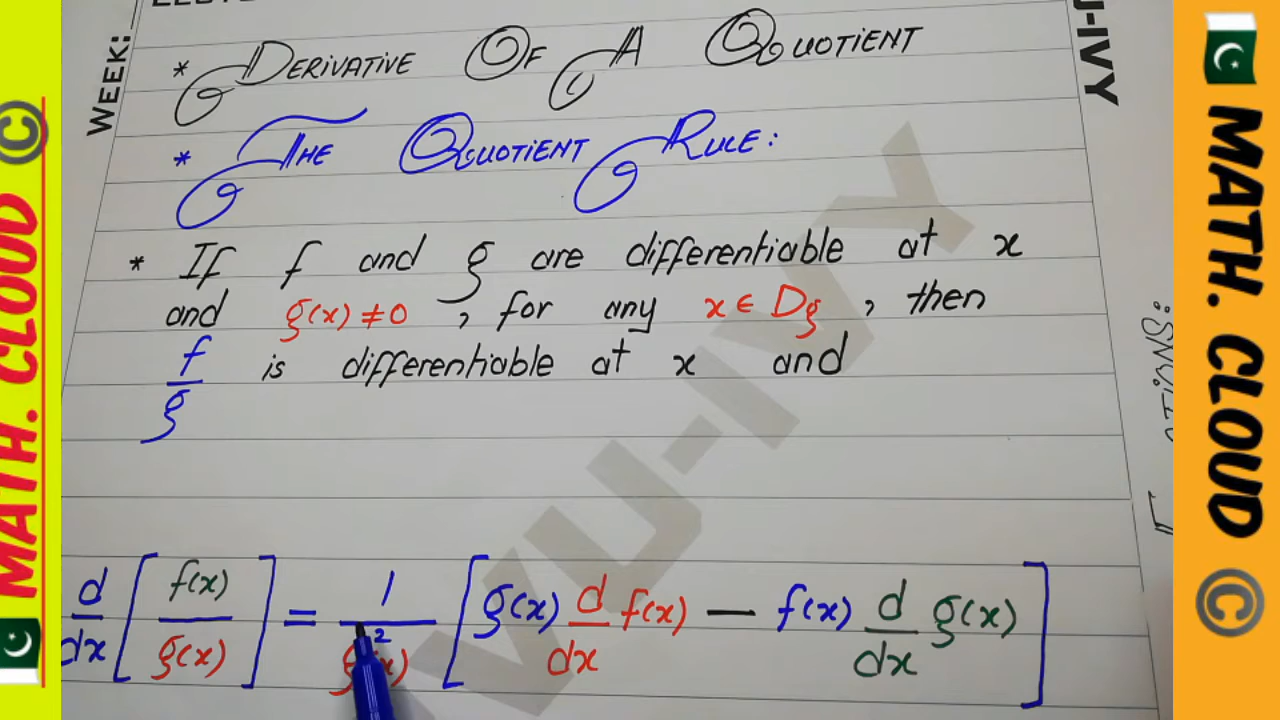 WEEK:
* DERIVATIVE OF A QUOTIENT
* THE QUOTIENT RULE:
* If f and g are differentiable at x
and g(x) ≠ 0 , for any x ∈ Dg , then
f/g is differentiable at x and
d/dx [ f(x)/g(x) ] = 1/g²(x) [ g(x) d/dx f(x) — f(x) d/dx g(x) ]
VU-IVY
U-IVY
MATH. CLOUD ©
MATH. CLOUD ©